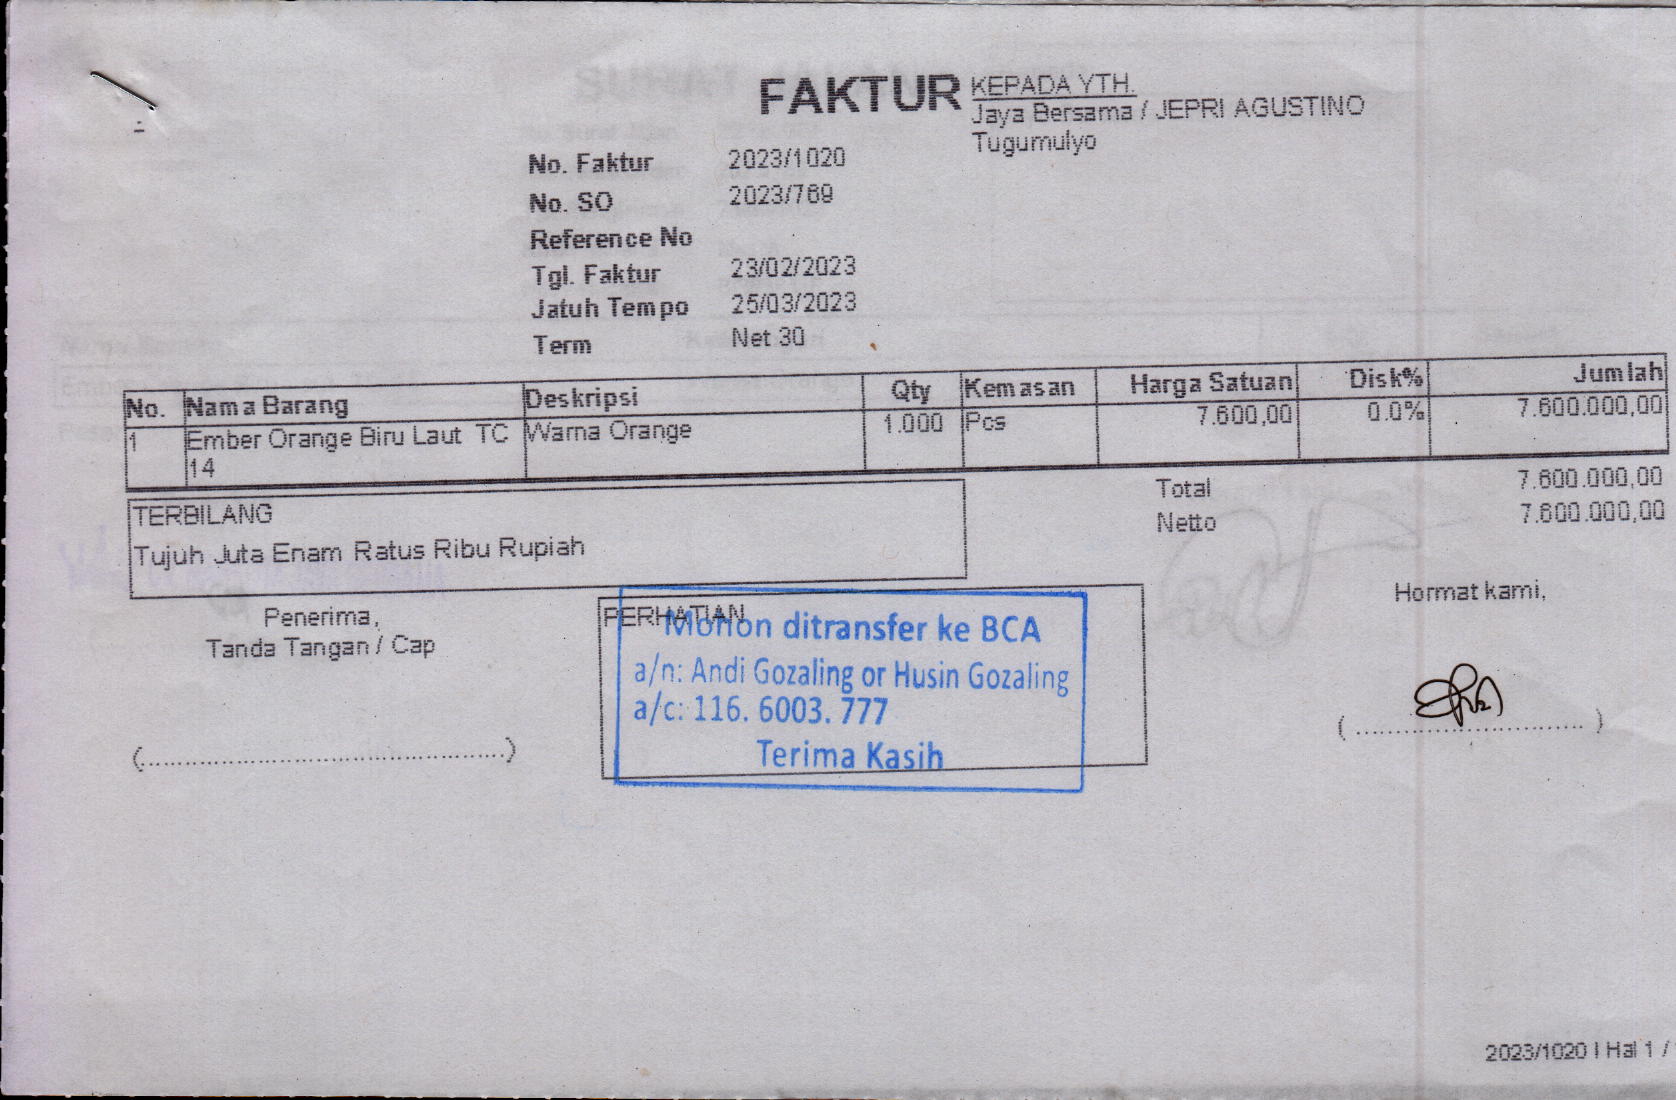 FAKTUR
KEPADA YTH.
Jaya Bersama / JEPRI AGUSTINO
Tugumulyo
No. Faktur 2023/1020
No. SO 2023/769
Reference No
Tgl. Faktur 23/02/2023
Jatuh Tempo 25/03/2023
Term Net 30
No. Nama Barang Deskripsi Qty Kemasan Harga Satuan Disk% Jumlah
1 Ember Orange Biru Laut TC Warna Orange 1.000 Pcs 7.600,00 0.0% 7.600.000,00
14
Total 7.600.000,00
Netto 7.600.000,00
TERBILANG
Tujuh Juta Enam Ratus Ribu Rupiah
Penerima,
Tanda Tangan / Cap
(..............................................)
PERHATIAN
Mohon ditransfer ke BCA
a/n: Andi Gozaling or Husin Gozaling
a/c: 116. 6003. 777
Terima Kasih
Hormat kami,
( ............................ )
2023/1020 | Hal 1 /